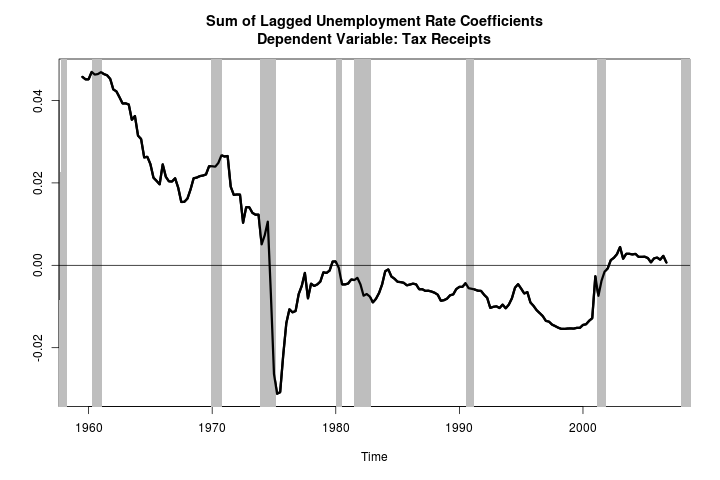 Sum of Lagged Unemployment Rate Coefficients
Dependent Variable: Tax Receipts
0.04
0.02
0.00
-0.02
1960 1970 1980 1990 2000
Time